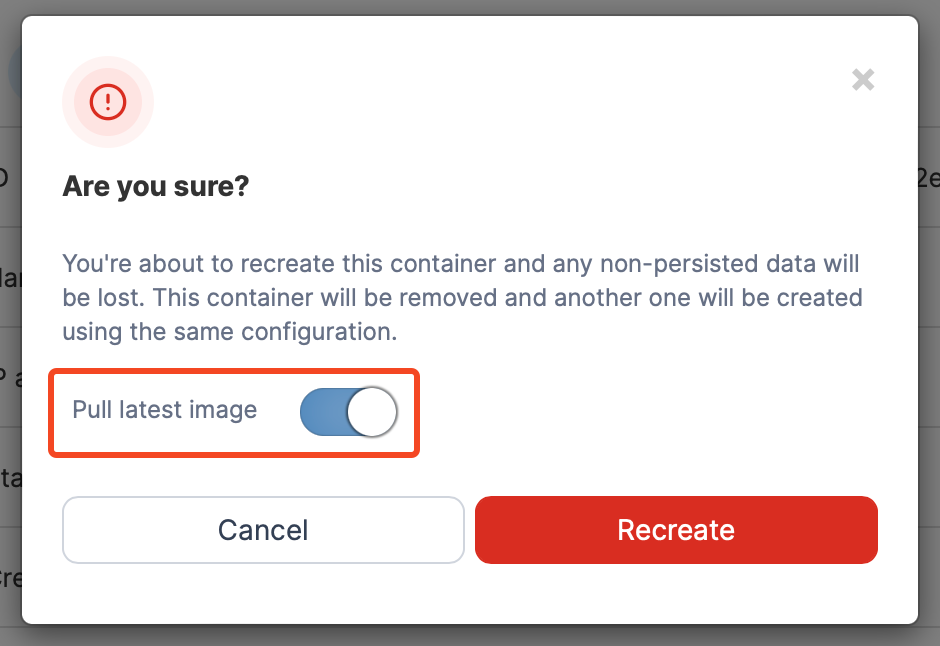 Are you sure?
You're about to recreate this container and any non-persisted data will
be lost. This container will be removed and another one will be created
using the same configuration.
Pull latest image
Cancel
Recreate